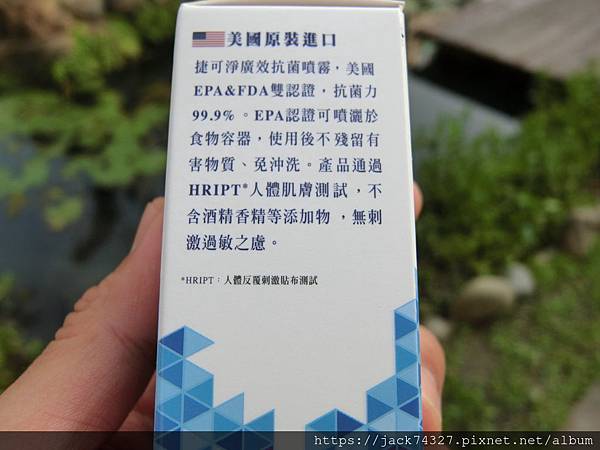 美國原裝進口
捷可淨廣效抗菌噴霧，美國
EPA&FDA雙認證，抗菌力
99.9%。EPA認證可噴灑於
食物容器，使用後不殘留有
害物質、免沖洗。產品通過
HRIPT*人體肌膚測試，不
含酒精香精等添加物，無刺
激過敏之慮。
*HRIPT：人體反覆刺激貼布測試
https://jack74327.pixnet.net/album